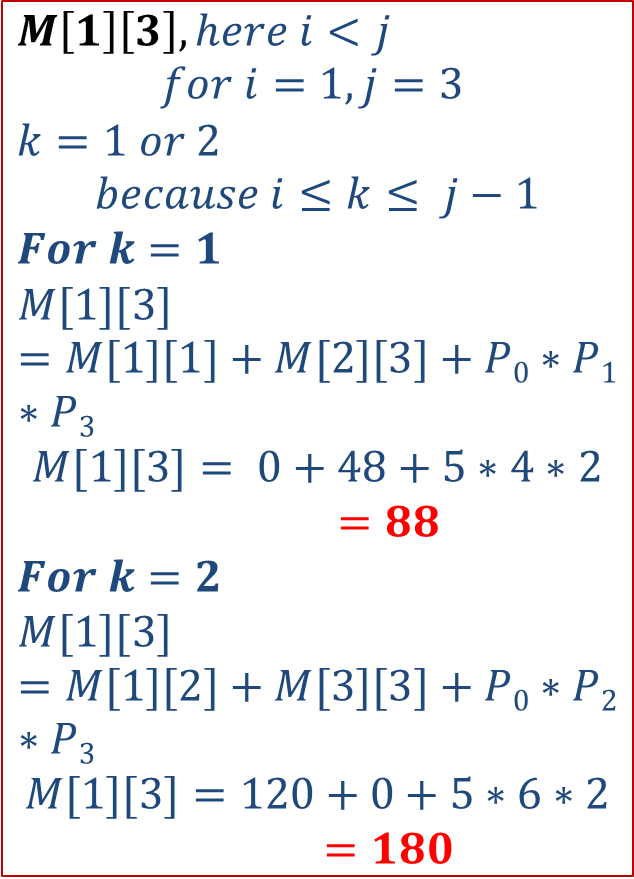 M[1][3], here i < j
for i = 1, j = 3
k = 1 or 2
because i ≤ k ≤ j − 1
For k = 1
M[1][3]
= M[1][1] + M[2][3] + P₀ ∗ P₁
∗ P₃
M[1][3] = 0 + 48 + 5 ∗ 4 ∗ 2
= 88
For k = 2
M[1][3]
= M[1][2] + M[3][3] + P₀ ∗ P₂
∗ P₃
M[1][3] = 120 + 0 + 5 ∗ 6 ∗ 2
= 180